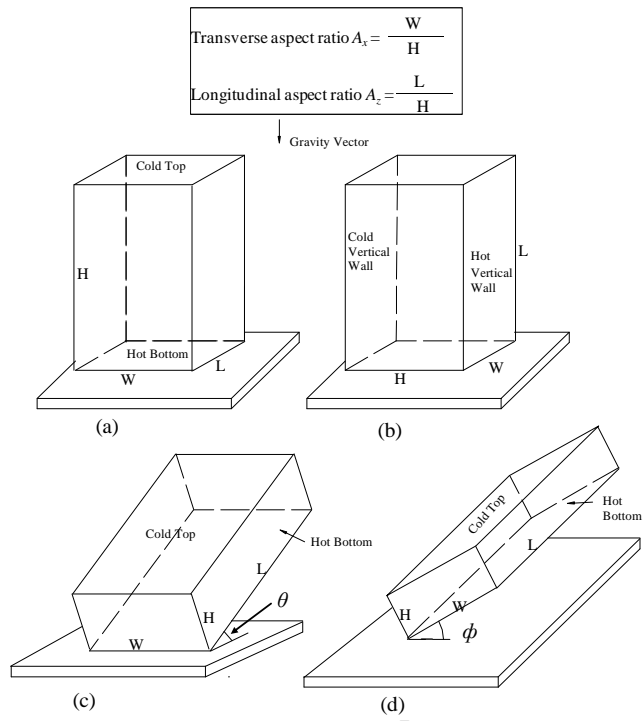 Transverse aspect ratio Aₓ = W
H
Longitudinal aspect ratio A_z = L
H
Gravity Vector
Cold Top
H
Hot Bottom
L
W
(a)
Cold
Vertical
Wall
Hot
Vertical
Wall
L
W
H
(b)
Cold Top
Hot Bottom
L
H
θ
W
(c)
Cold Top
Hot
Bottom
L
H
W
ϕ
(d)